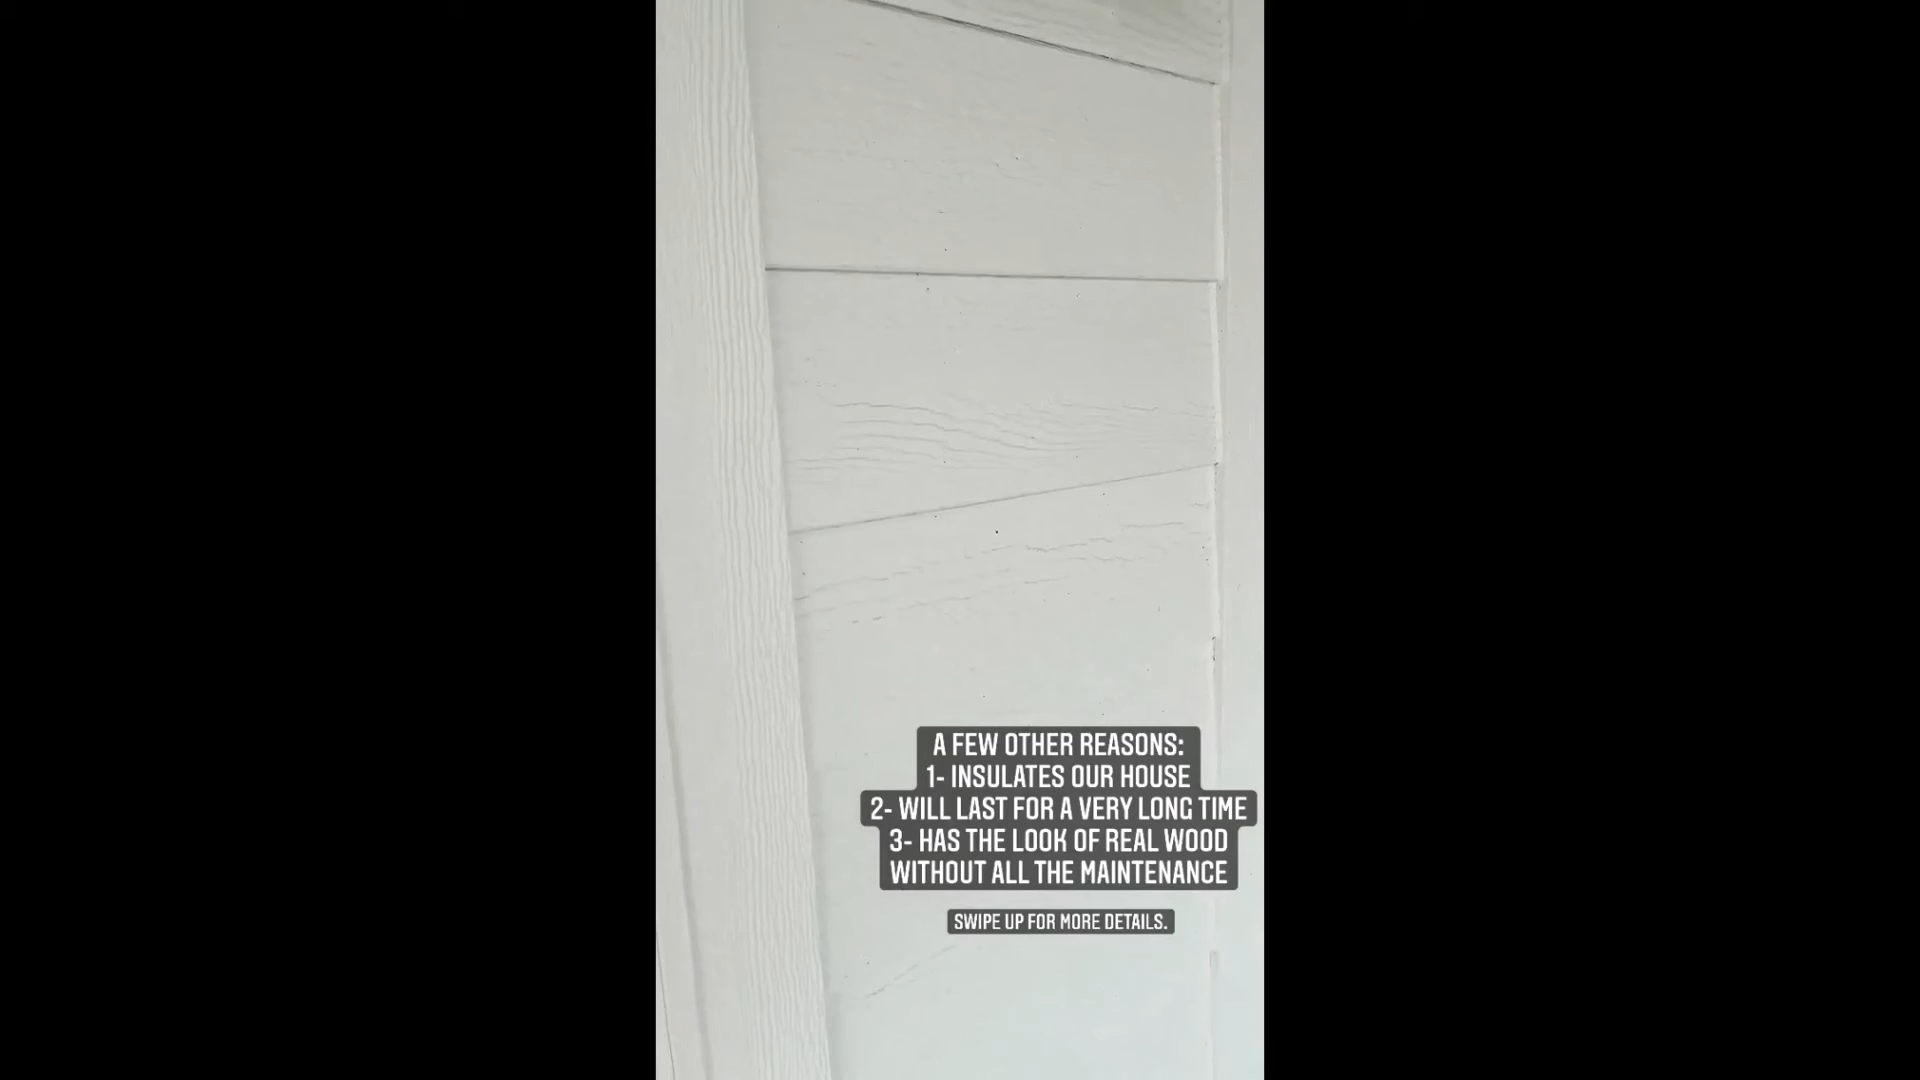 A FEW OTHER REASONS:
1- INSULATES OUR HOUSE
2- WILL LAST FOR A VERY LONG TIME
3- HAS THE LOOK OF REAL WOOD
WITHOUT ALL THE MAINTENANCE
SWIPE UP FOR MORE DETAILS.